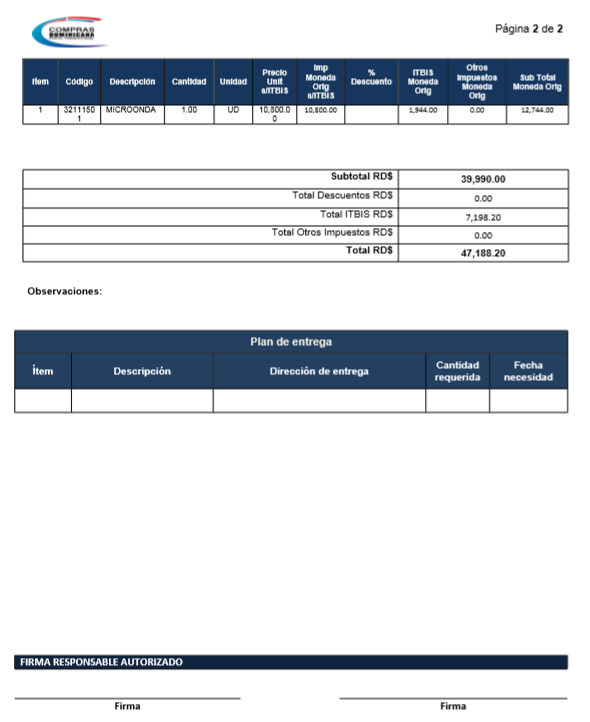 COMPRAS
DOMINICANA
Página 2 de 2
Item Código Descripción Cantidad Unidad Precio Unit s/ITBIS Imp Moneda Orig s/ITBIS % Descuento ITBIS Moneda Orig Otros Impuestos Moneda Orig Sub Total Moneda Orig
1 32111501 MICROONDA 1.00 UD 10,800.00 10,800.00 1,944.00 0.00 12,744.00
Subtotal RD$ 39,990.00
Total Descuentos RD$ 0.00
Total ITBIS RD$ 7,198.20
Total Otros Impuestos RD$ 0.00
Total RD$ 47,188.20
Observaciones:
Plan de entrega
Ítem Descripción Dirección de entrega Cantidad requerida Fecha necesidad
FIRMA RESPONSABLE AUTORIZADO
Firma Firma